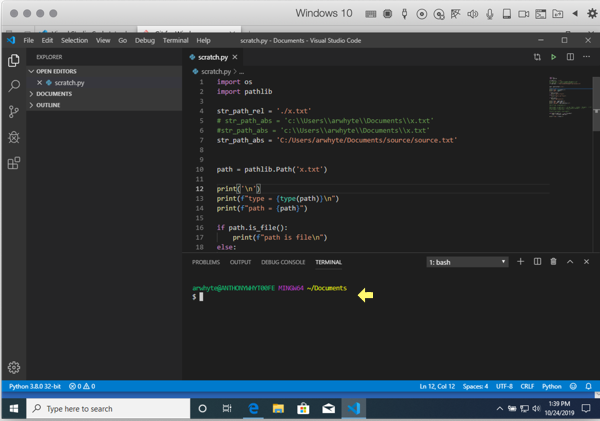 Windows 10
File Edit Selection View Go Debug Terminal Help
scratch.py - Documents - Visual Studio Code
EXPLORER
OPEN EDITORS
scratch.py
DOCUMENTS
OUTLINE
scratch.py
scratch.py > ...
1 import os
2 import pathlib
3
4 str_path_rel = './x.txt'
5 # str_path_abs = 'c:\\Users\\arwhyte\\Documents\\x.txt'
6 #str_path_abs = 'c:\\Users\\arwhyte\\Documents\\x.txt'
7 str_path_abs = 'C:/Users/arwhyte/Documents/source/source.txt'
8
9
10 path = pathlib.Path('x.txt')
11
12 print('\n')
13 print(f"type = {type(path)}\n")
14 print(f"path = {path}")
15
16 if path.is_file():
17 print(f"path is file\n")
18 else:
PROBLEMS OUTPUT DEBUG CONSOLE TERMINAL 1: bash
arwhyte@ANTHONYWHYT00FE MINGW64 ~/Documents
$
Python 3.8.0 32-bit 0 0 Ln 12, Col 12 Spaces: 4 UTF-8 CRLF Python
Type here to search
1:39 PM
10/24/2019